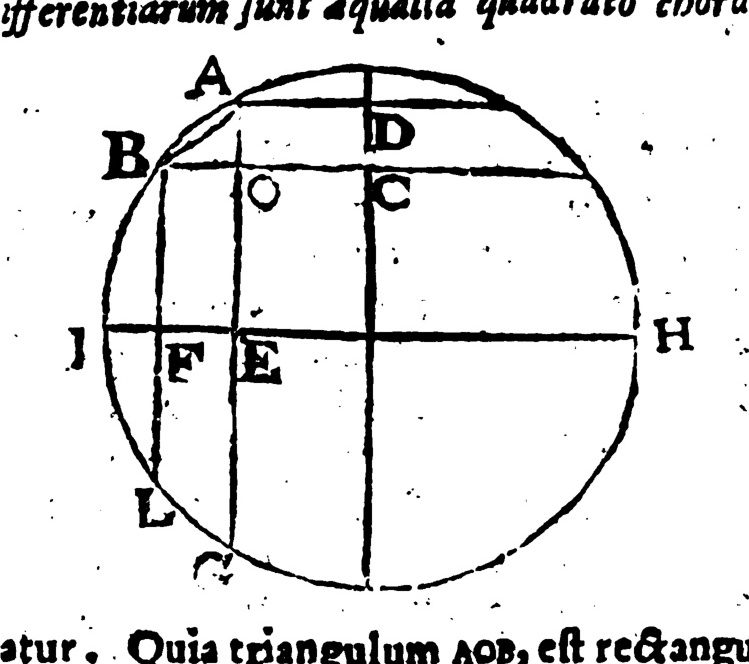 ifferentiarum ſunt æqualia quadrato chord
A
D
B
O
C
J
H
F
E
L
G
atur. Quia triangulum AOB, eſt rectangu